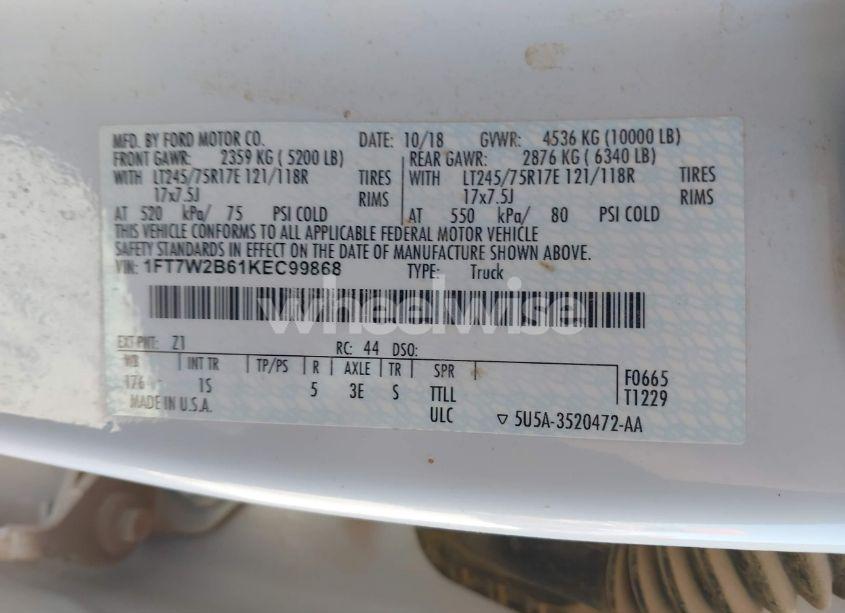 MFD. BY FORD MOTOR CO. DATE: 10/18 GVWR: 4536 KG (10000 LB)
FRONT GAWR: 2359 KG ( 5200 LB) REAR GAWR: 2876 KG ( 6340 LB)
WITH LT245/75R17E 121/118R TIRES WITH LT245/75R17E 121/118R TIRES
17x7.5J RIMS 17x7.5J RIMS
AT 520 kPa/ 75 PSI COLD AT 550 kPa/ 80 PSI COLD
THIS VEHICLE CONFORMS TO ALL APPLICABLE FEDERAL MOTOR VEHICLE
SAFETY STANDARDS IN EFFECT ON THE DATE OF MANUFACTURE SHOWN ABOVE.
VIN: 1FT7W2B61KEC99868 TYPE: Truck
wheelwise
EXT PNT: Z1 RC: 44 DSO:
WB INT TR TP/PS R AXLE TR SPR F0665
176 1S 5 3E S TTLL T1229
MADE IN U.S.A. ULC 5U5A-3520472-AA